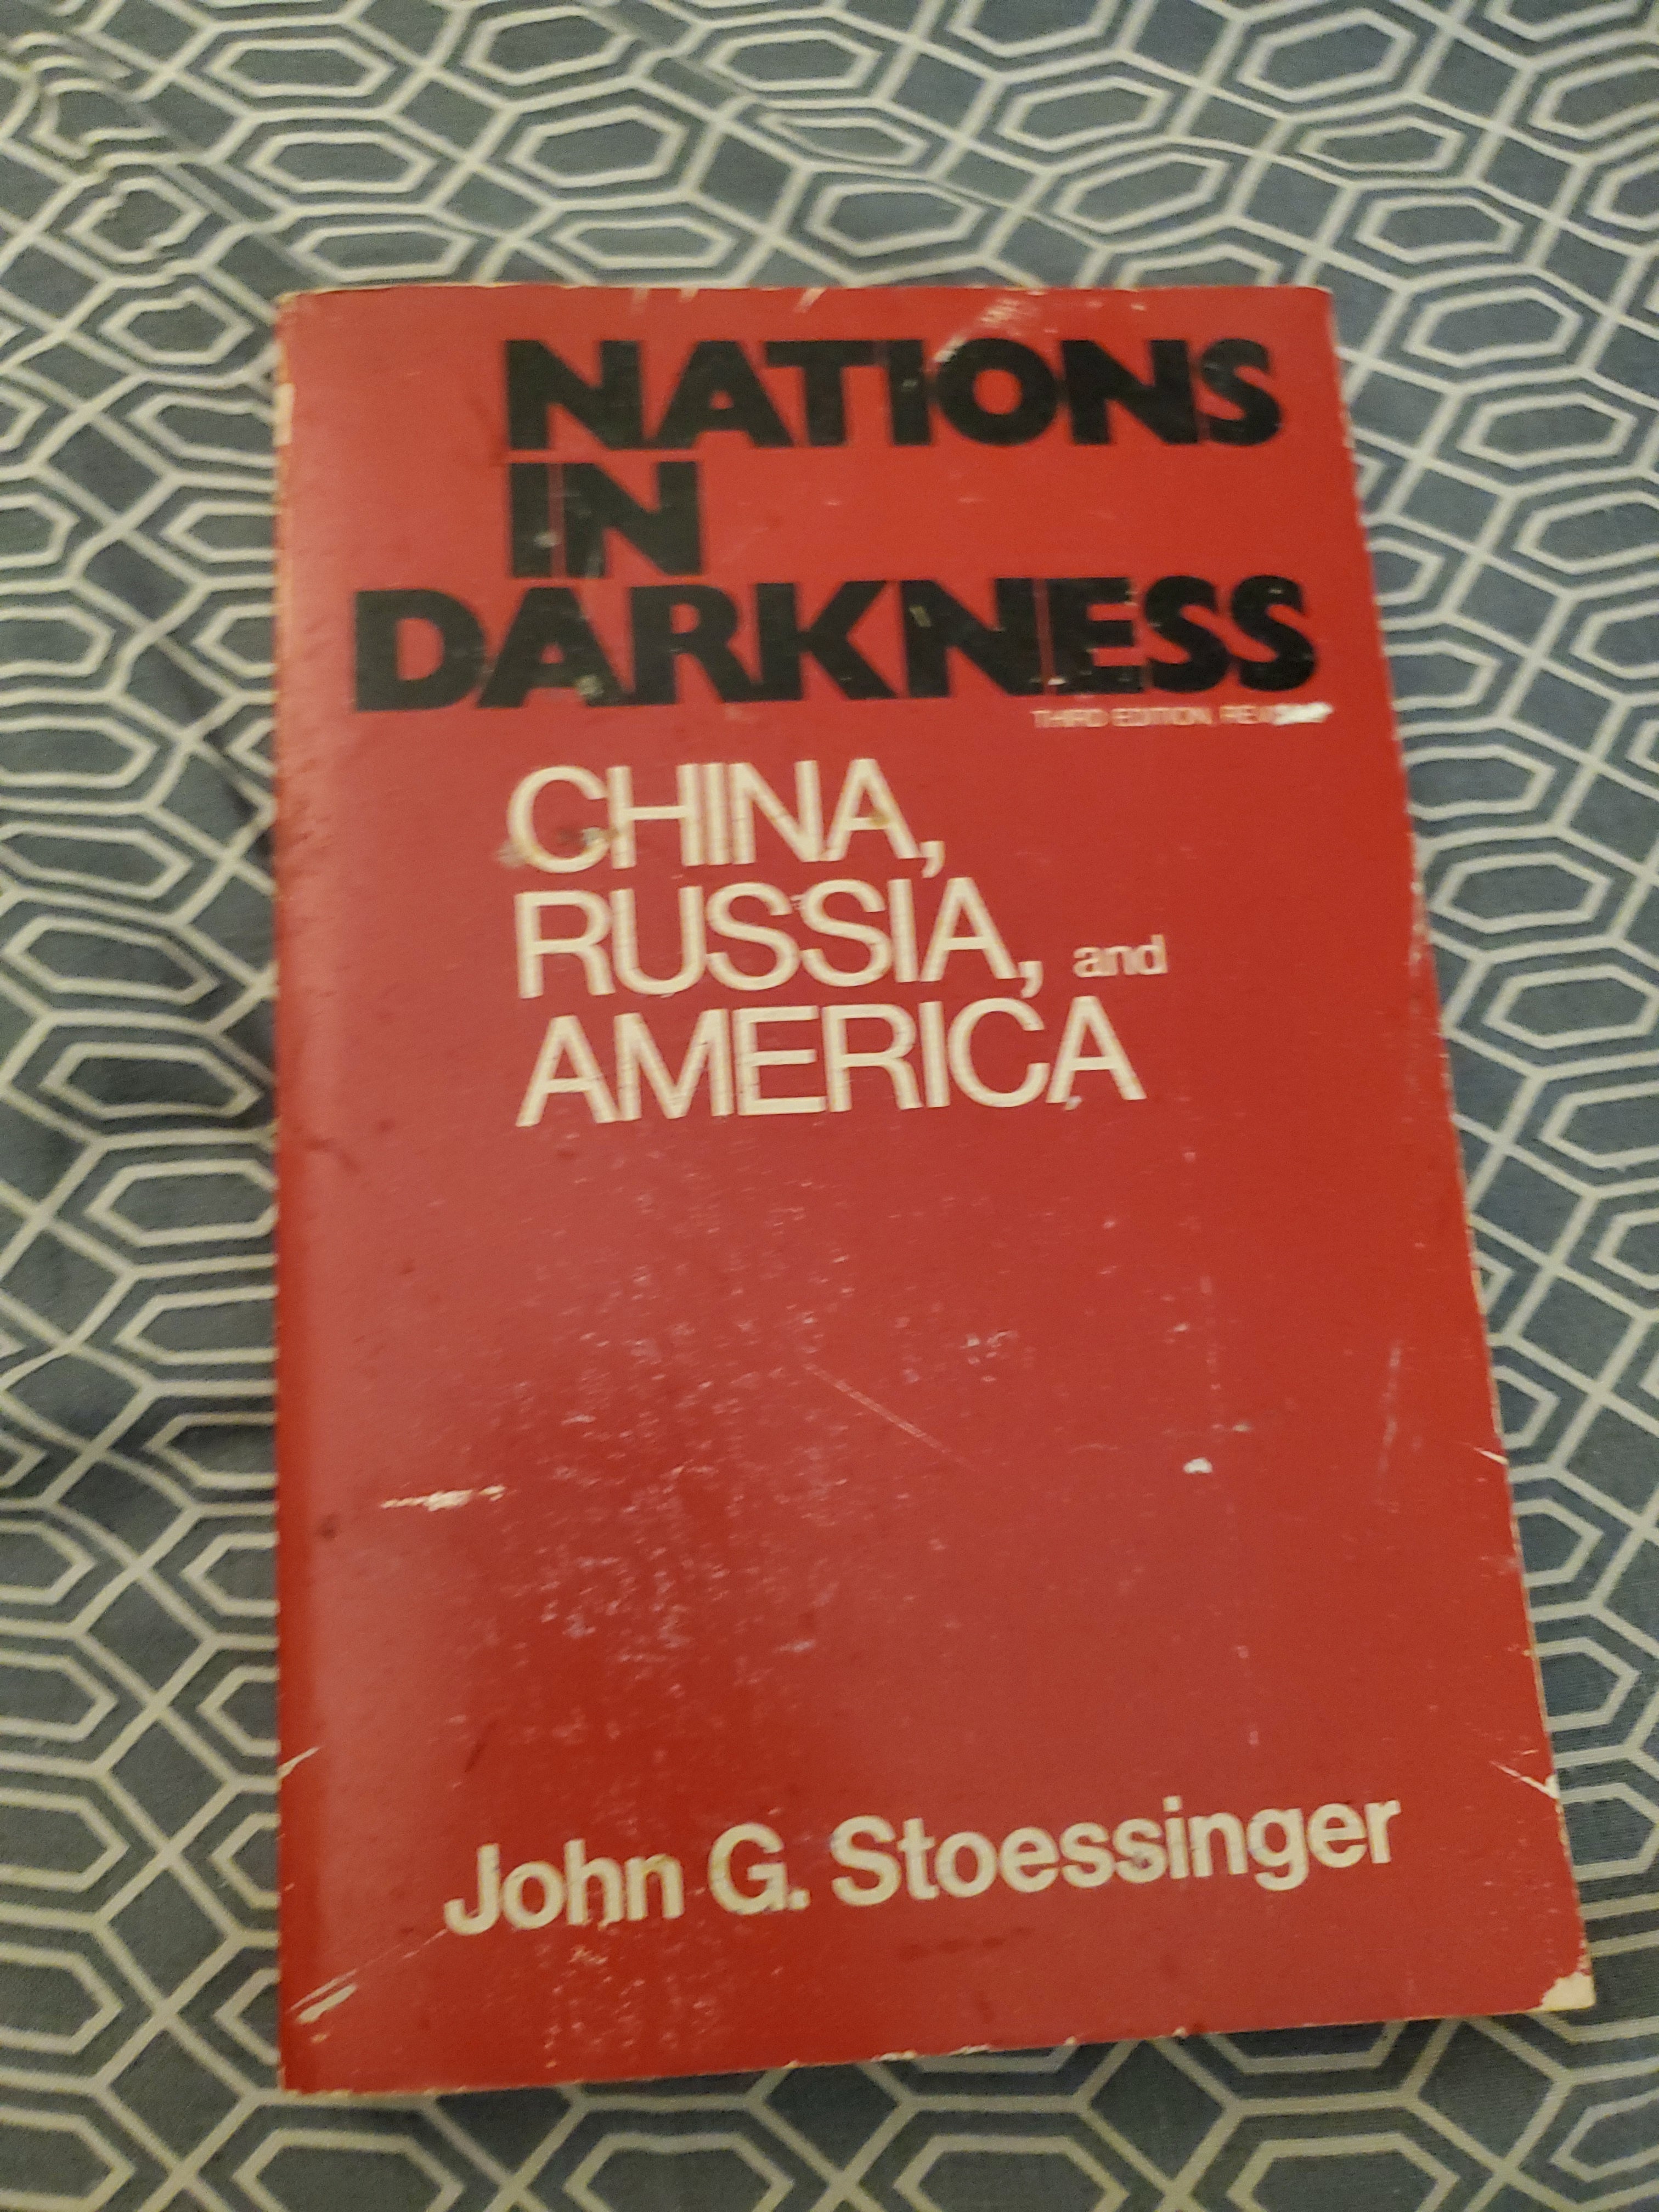 NATIONS
IN
DARKNESS
THIRD EDITION,
CHINA,
RUSSIA, and
AMERICA
John G. Stoessinger